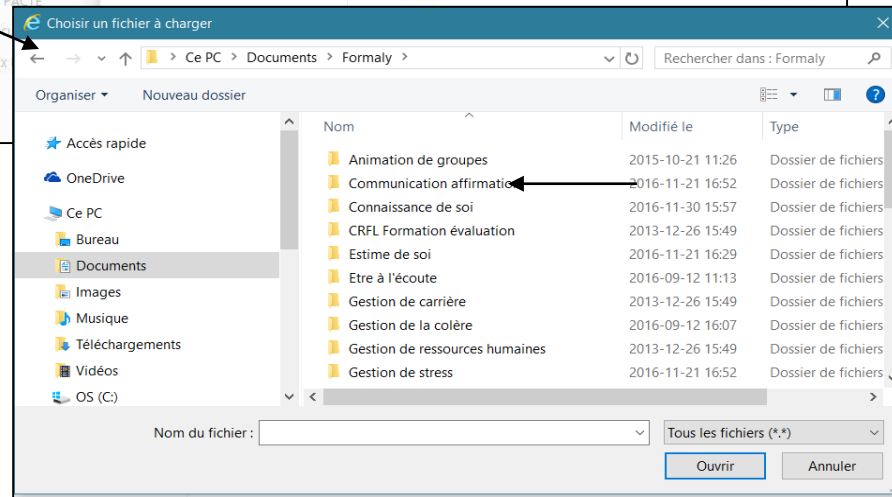 PACTE
Choisir un fichier à charger
Ce PC > Documents > Formaly >
Rechercher dans : Formaly
Organiser
Nouveau dossier
?
Nom Modifié le Type
Accès rapide
OneDrive
Ce PC
Bureau
Documents
Images
Musique
Téléchargements
Vidéos
OS (C:)
Animation de groupes 2015-10-21 11:26 Dossier de fichiers
Communication affirmation 2016-11-21 16:52 Dossier de fichiers
Connaissance de soi 2016-11-30 15:57 Dossier de fichiers
CRFL Formation évaluation 2013-12-26 15:49 Dossier de fichiers
Estime de soi 2016-11-21 16:29 Dossier de fichiers
Etre à l'écoute 2016-09-12 11:13 Dossier de fichiers
Gestion de carrière 2013-12-26 15:49 Dossier de fichiers
Gestion de la colère 2016-09-12 16:07 Dossier de fichiers
Gestion de ressources humaines 2013-12-26 15:49 Dossier de fichiers
Gestion de stress 2016-11-21 16:52 Dossier de fichiers
Nom du fichier :
Tous les fichiers (*.*)
Ouvrir
Annuler